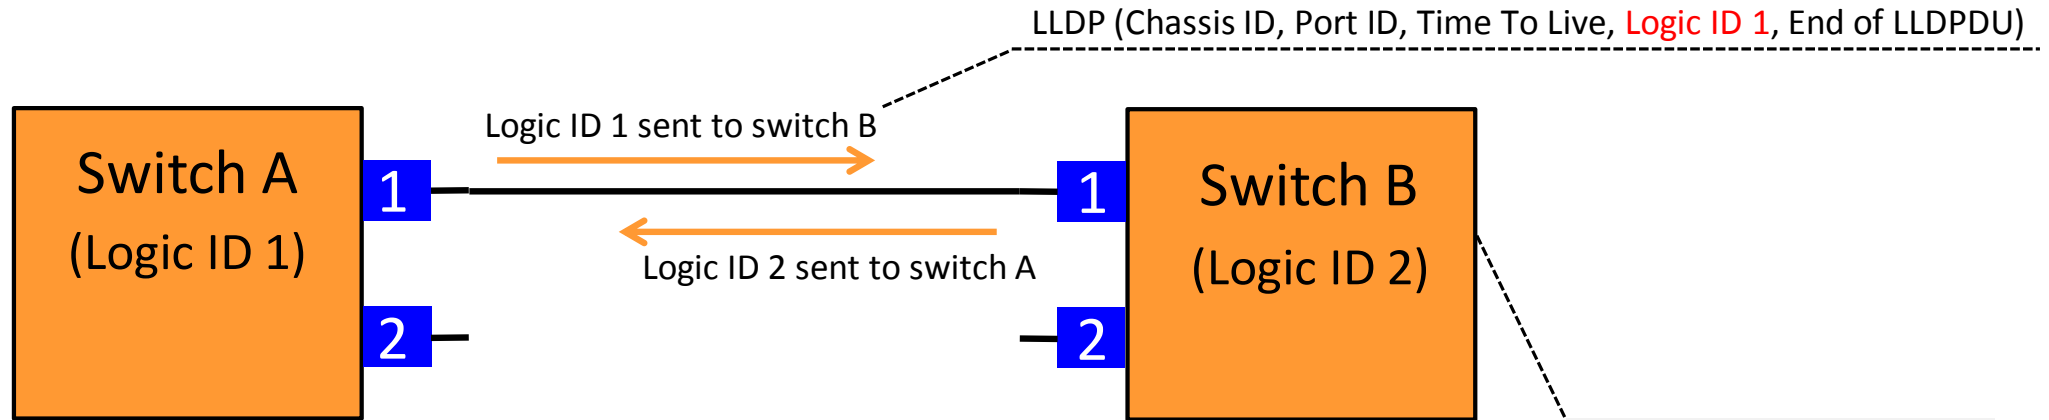 LLDP (Chassis ID, Port ID, Time To Live, Logic ID 1, End of LLDPDU)
Logic ID 1 sent to switch B
Switch A
(Logic ID 1)
1
2
Logic ID 2 sent to switch A
1
2
Switch B
(Logic ID 2)